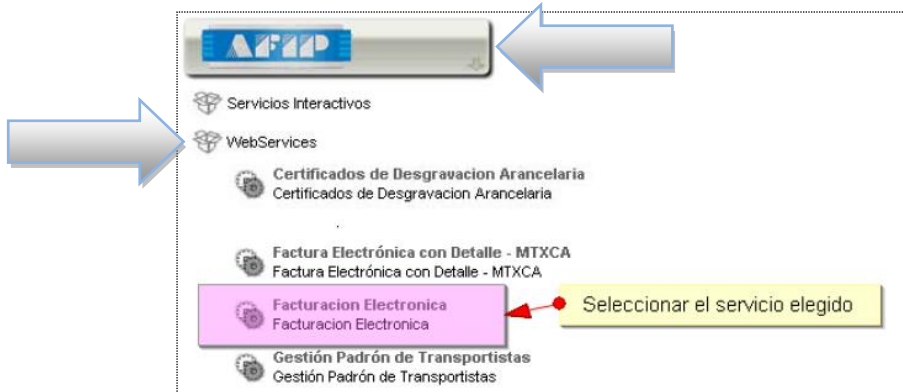 AFIP
Servicios Interactivos
WebServices
Certificados de Desgravacion Arancelaria
Certificados de Desgravacion Arancelaria
.
Factura Electrónica con Detalle - MTXCA
Factura Electrónica con Detalle - MTXCA
Facturacion Electronica
Facturacion Electronica
Seleccionar el servicio elegido
Gestión Padrón de Transportistas
Gestión Padrón de Transportistas